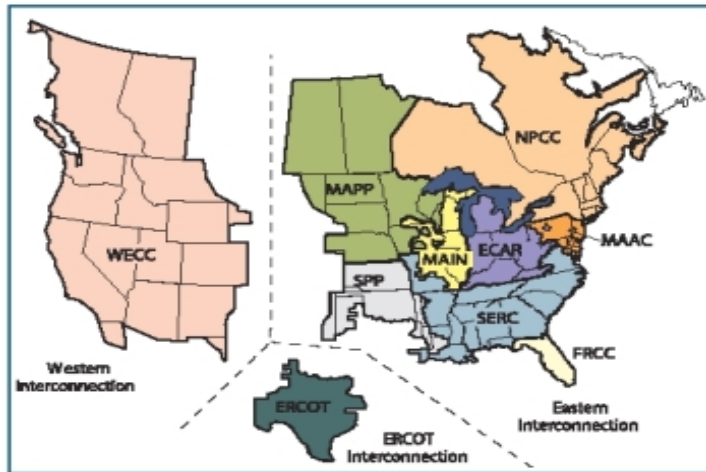 NPCC
MAPP
MAAC
WECC
MAIN
ECAR
SPP
SERC
FRCC
Western
Interconnection
ERCOT
Eastern
Interconnection
ERCOT
Interconnection